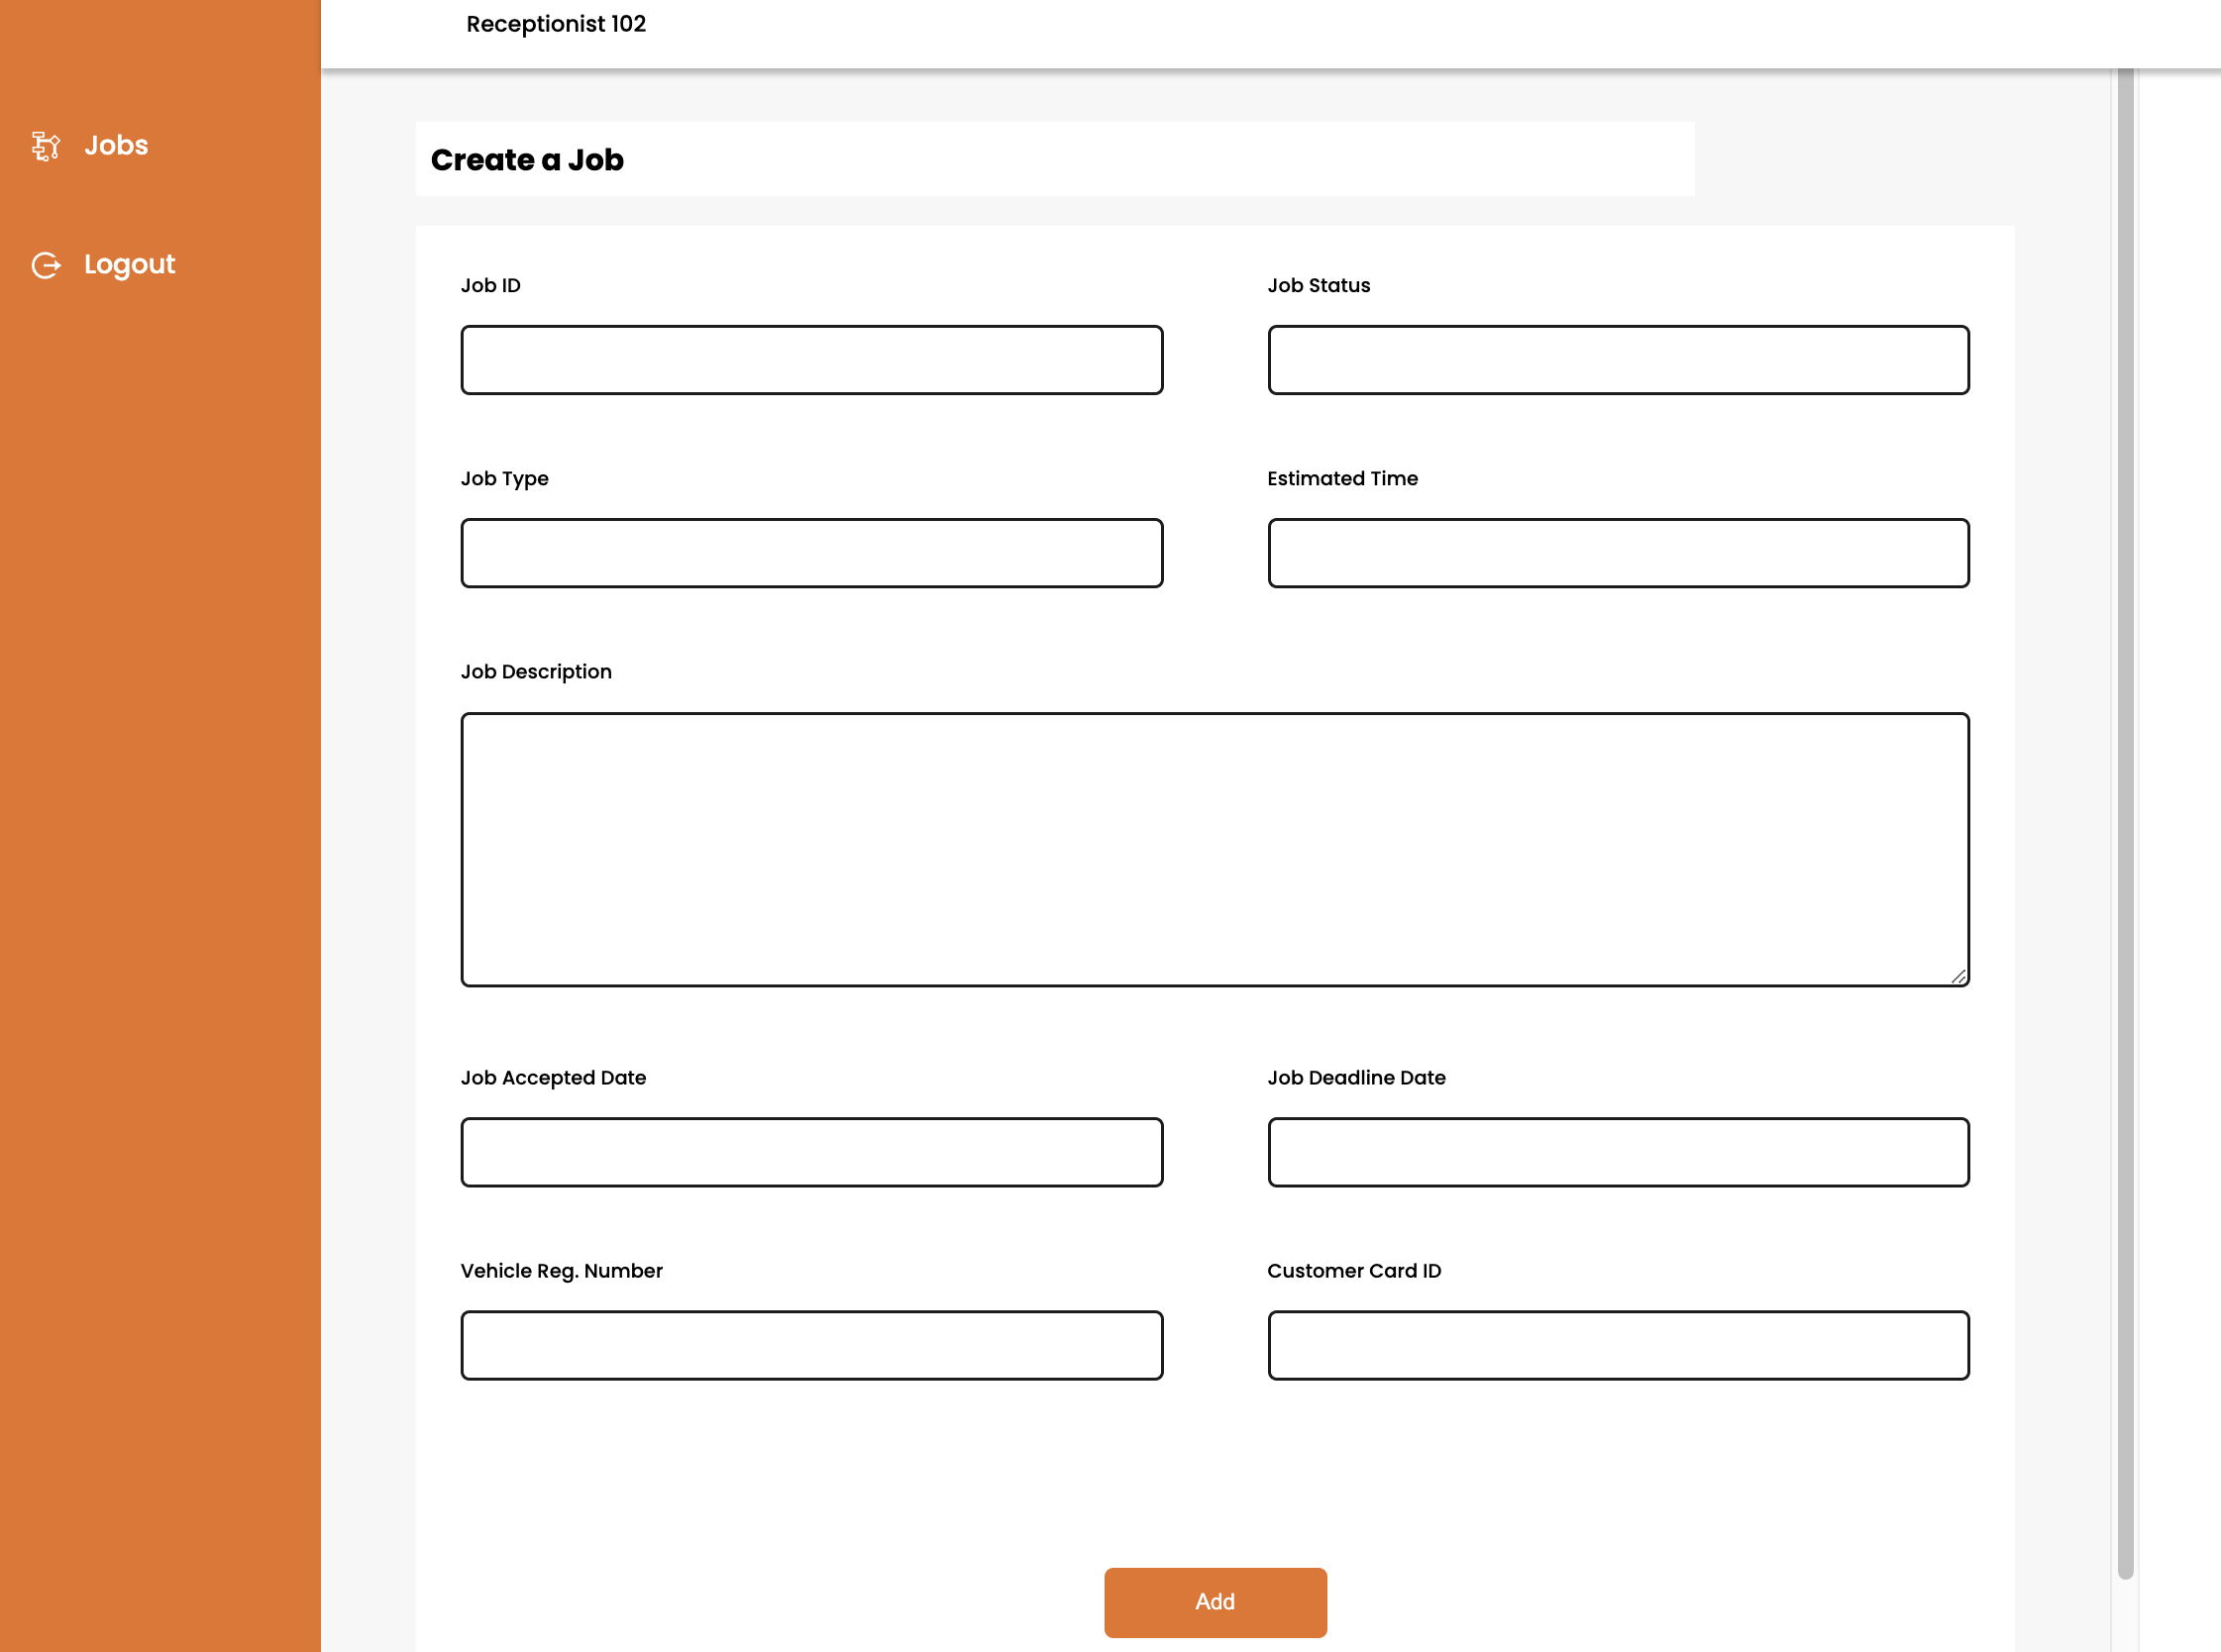 Receptionist 102
Jobs
Logout
Create a Job
Job ID
Job Status
Job Type
Estimated Time
Job Description
Job Accepted Date
Job Deadline Date
Vehicle Reg. Number
Customer Card ID
Add